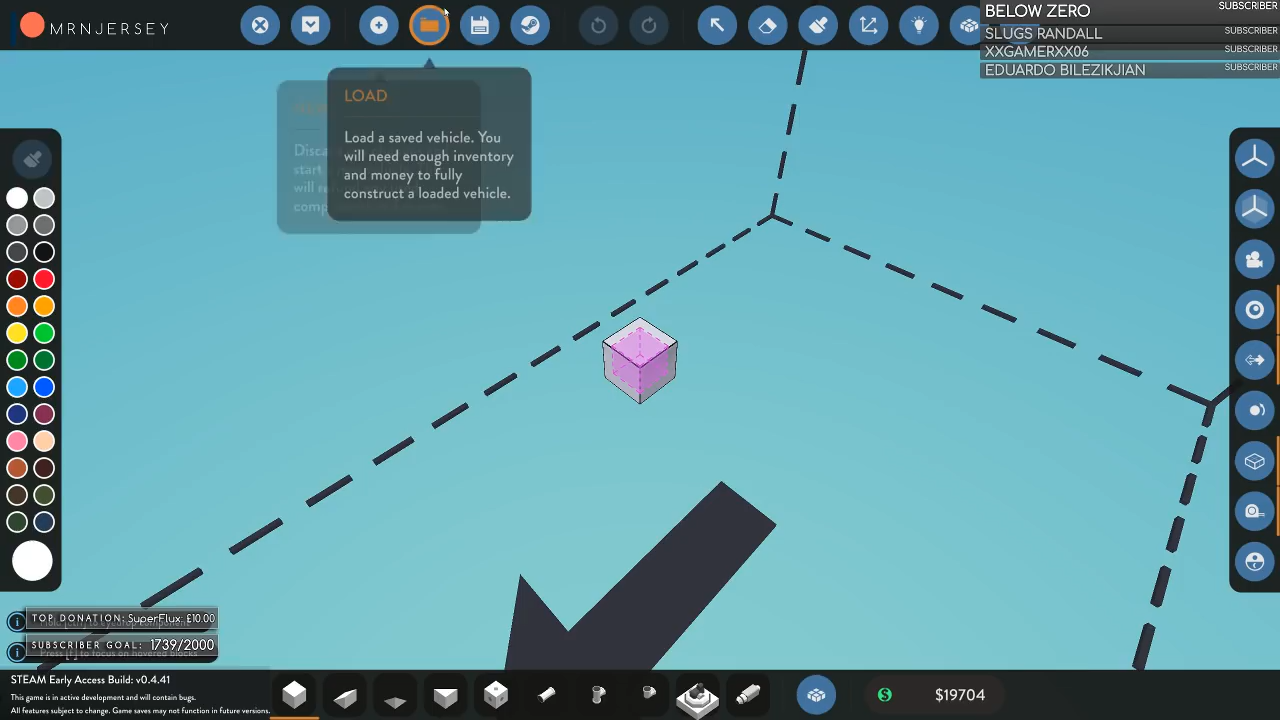 MRNJERSEY
BELOW ZERO SUBSCRIBER
SLUGS RANDALL SUBSCRIBER
XXGAMERXX06 SUBSCRIBER
EDUARDO BILEZIKJIAN SUBSCRIBER
LOAD
Load a saved vehicle. You
will need enough inventory
and money to fully
construct a loaded vehicle.
TOP DONATION: SuperFlux: £10.00
SUBSCRIBER GOAL: 1739/2000
STEAM Early Access Build: v0.4.41
This game is in active development and will contain bugs.
All features subject to change. Game saves may not function in future versions.
$19704